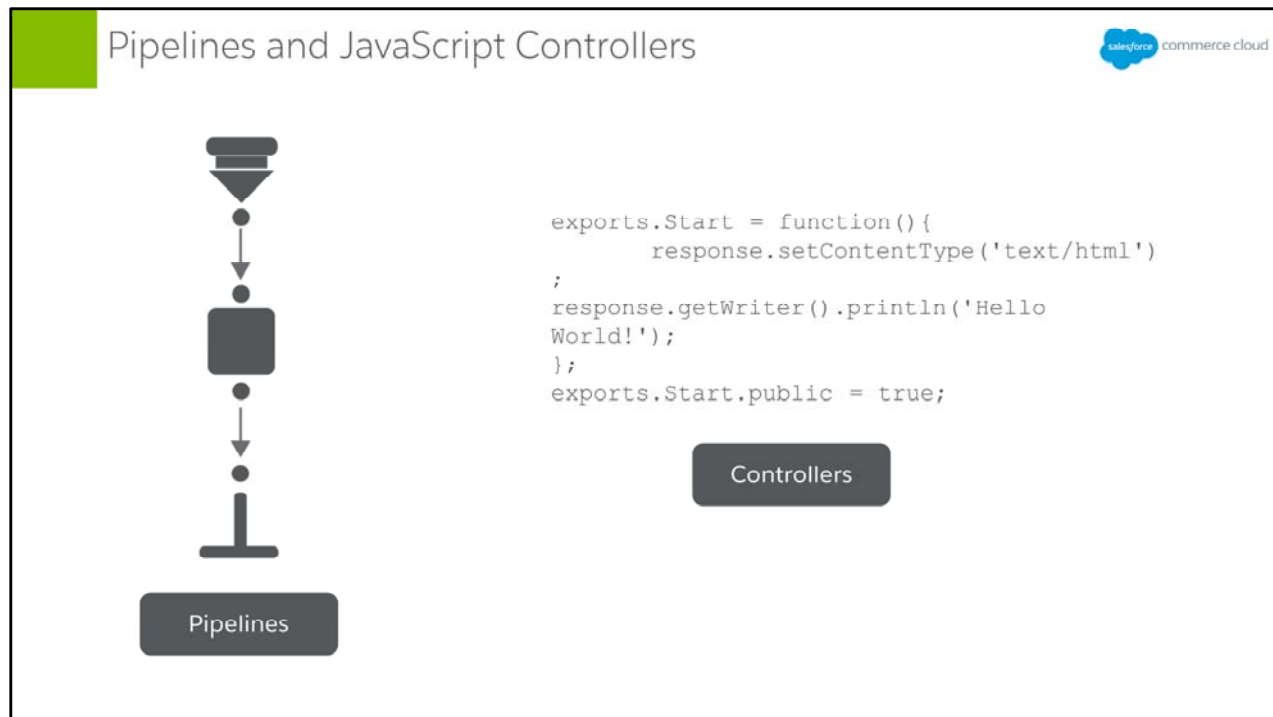 Pipelines and JavaScript Controllers
salesforce commerce cloud
exports.Start = function(){
response.setContentType('text/html')
;
response.getWriter().println('Hello
World!');
};
exports.Start.public = true;
Controllers
Pipelines